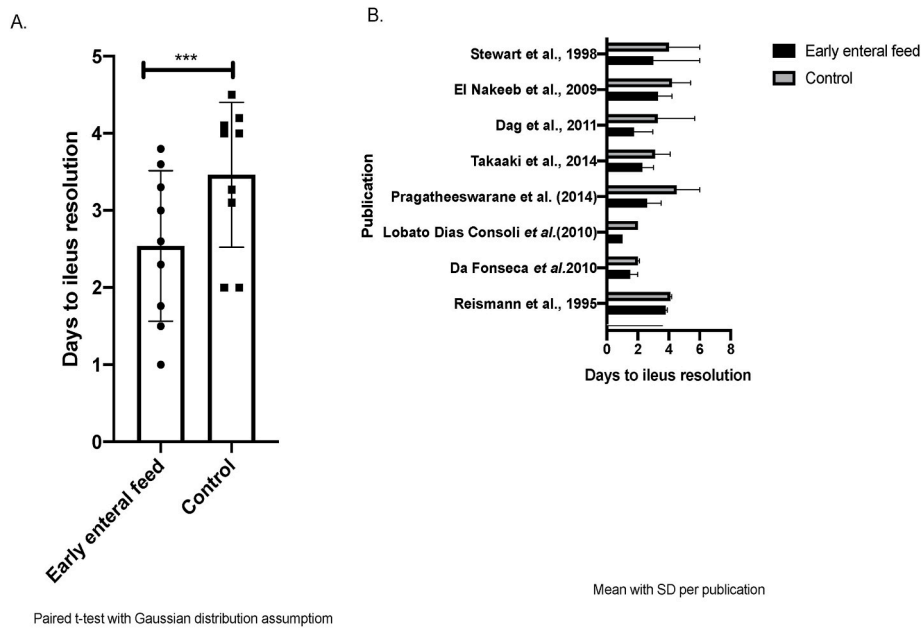 A.
***
5
4
3
2
1
0
Days to ileus resolution
Early enteral feed
Control
Paired t-test with Gaussian distribution assumptiom
B.
Early enteral feed
Control
Publication
Stewart et al., 1998
El Nakeeb et al., 2009
Dag et al., 2011
Takaaki et al., 2014
Pragatheeswarane et al. (2014)
Lobato Dias Consoli et al.(2010)
Da Fonseca et al.2010
Reismann et al., 1995
0 2 4 6 8
Days to ileus resolution
Mean with SD per publication